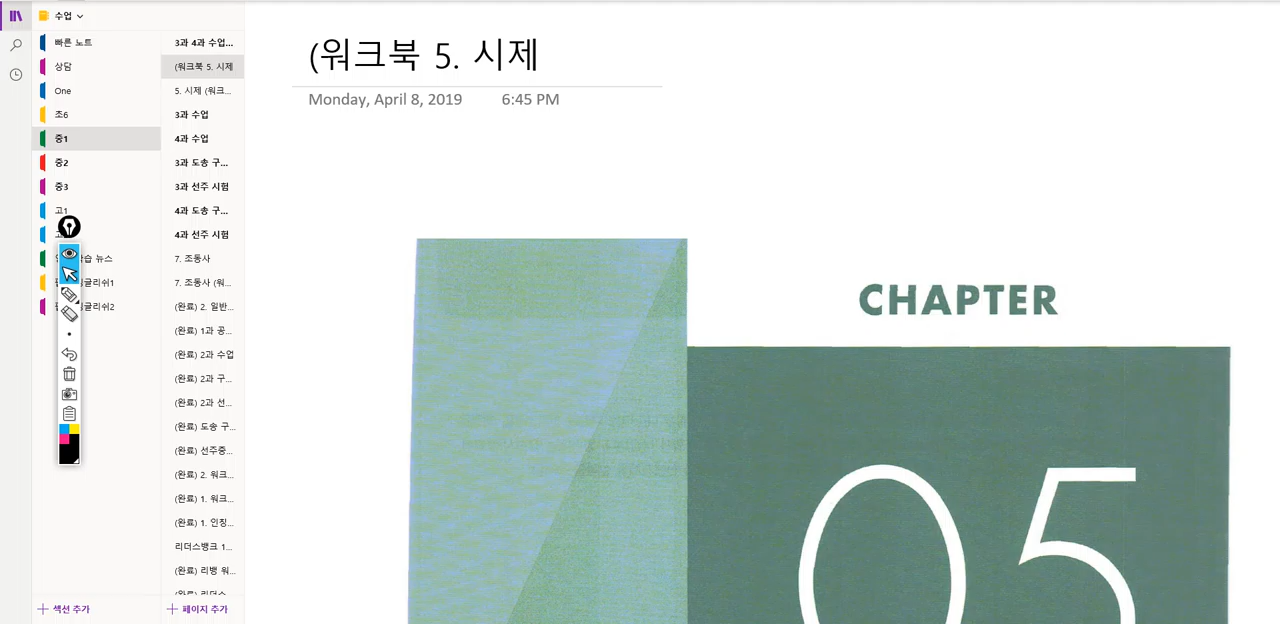 수업
빠른 노트
상담
One
초6
중1
중2
중3
고1
습 뉴스
글리쉬1
글리쉬2
섹션 추가
3과 4과 수업...
(워크북 5. 시제
5. 시제 (워크...
3과 수업
4과 수업
3과 도송 구...
3과 선주 시험
4과 도송 구...
4과 선주 시험
7. 조동사
7. 조동사 (워...
(완료) 2. 일반...
(완료) 1과 공...
(완료) 2과 수업
(완료) 2과 구...
(완료) 2과 선...
(완료) 도송 구...
(완료) 선주중...
(완료) 2. 워크...
(완료) 1. 워크...
(완료) 1. 인칭...
리더스뱅크 1...
(완료) 리뱅 워...
페이지 추가
(워크북 5. 시제
Monday, April 8, 2019 6:45 PM
CHAPTER
05